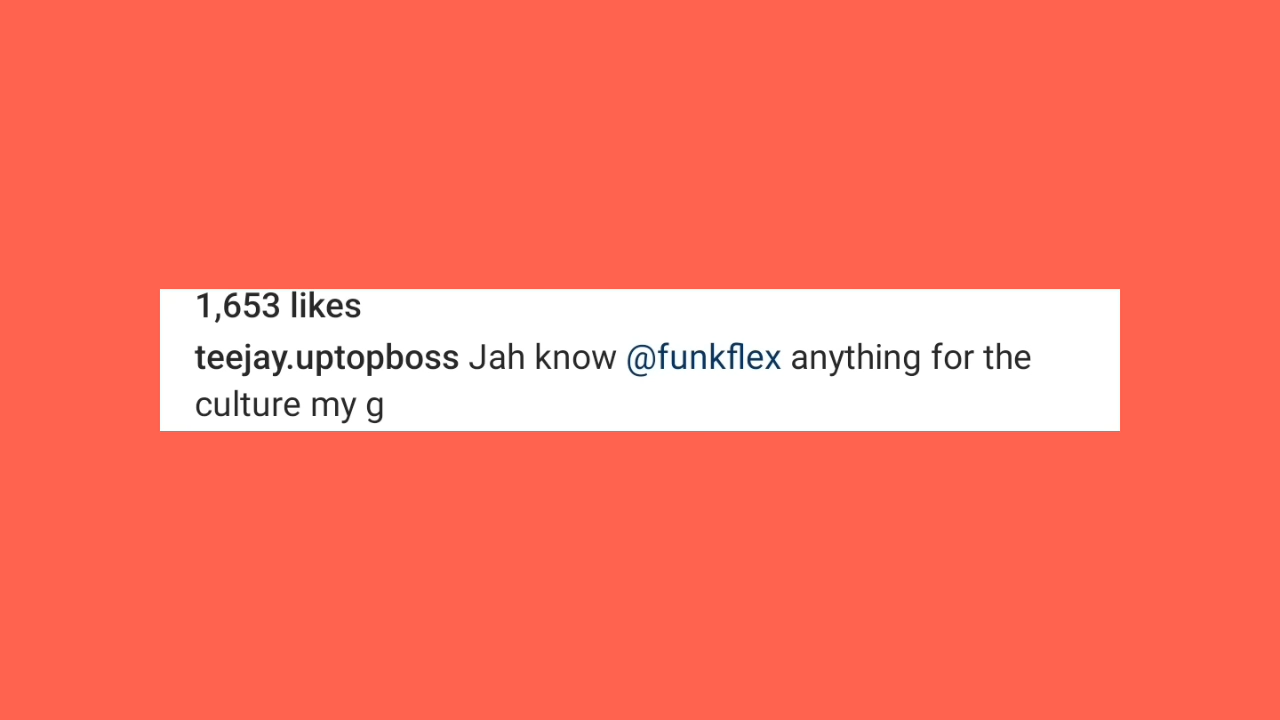 1,653 likes
teejay.uptopboss Jah know @funkflex anything for the
culture my g